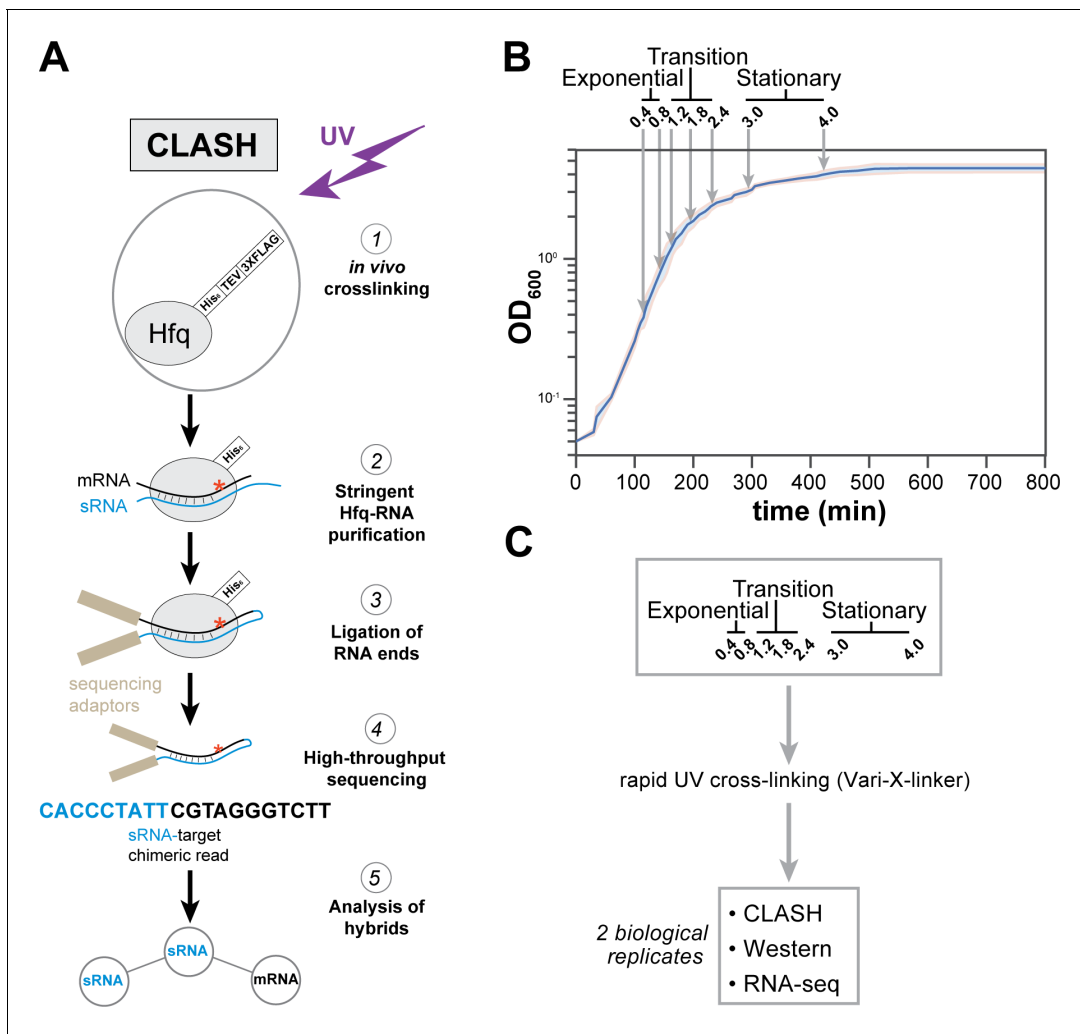 A
CLASH
UV
Hfq
His₆
TEV
3XFLAG
1
in vivo
crosslinking
His₆
mRNA
sRNA
*
2
Stringent
Hfq-RNA
purification
His₆
*
3
Ligation of
RNA ends
sequencing
adaptors
*
4
High-throughput
sequencing
CACCCTATTCGTAGGGTCTT
sRNA-target
chimeric read
5
Analysis of
hybrids
sRNA
sRNA
mRNA
B
Transition
Exponential
Stationary
0.4
0.8
1.2
1.8
2.4
3.0
4.0
OD₆₀₀
10⁰
10⁻¹
0 100 200 300 400 500 600 700 800
time (min)
C
Transition
Exponential
Stationary
0.4
0.8
1.2
1.8
2.4
3.0
4.0
rapid UV cross-linking (Vari-X-linker)
2 biological
replicates
• CLASH
• Western
• RNA-seq